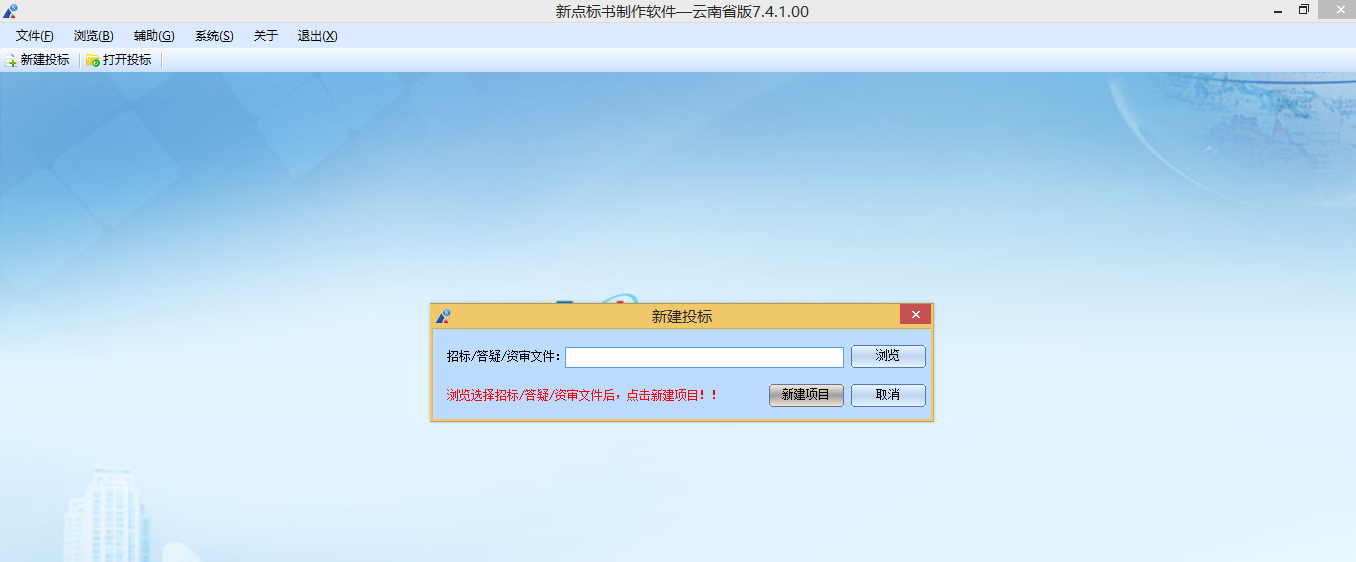 新点标书制作软件—云南省版7.4.1.00
文件(F) 浏览(B) 辅助(G) 系统(S) 关于 退出(X)
新建投标 打开投标
新建投标
招标/答疑/资审文件: 浏览
浏览选择招标/答疑/资审文件后，点击新建项目!! 新建项目 取消